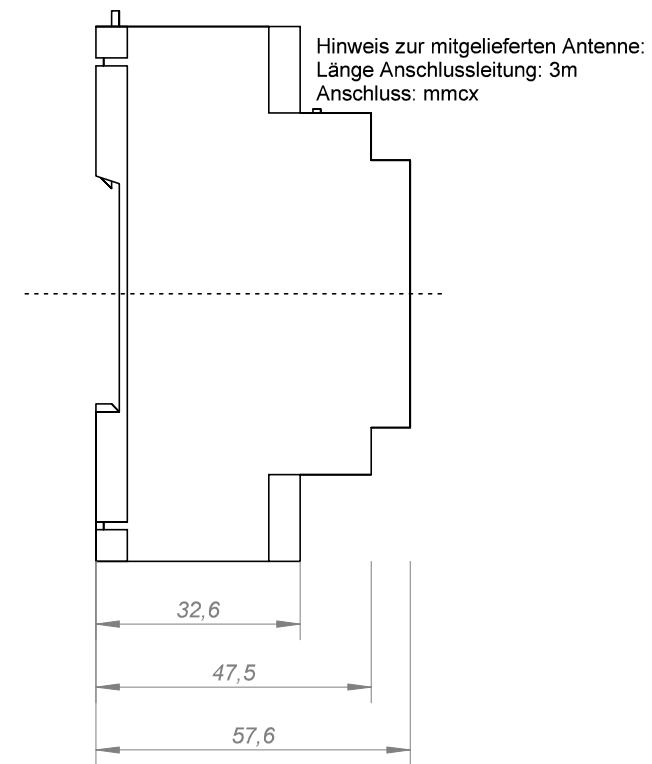 Hinweis zur mitgelieferten Antenne:
Länge Anschlussleitung: 3m
Anschluss: mmcx
32,6
47,5
57,6